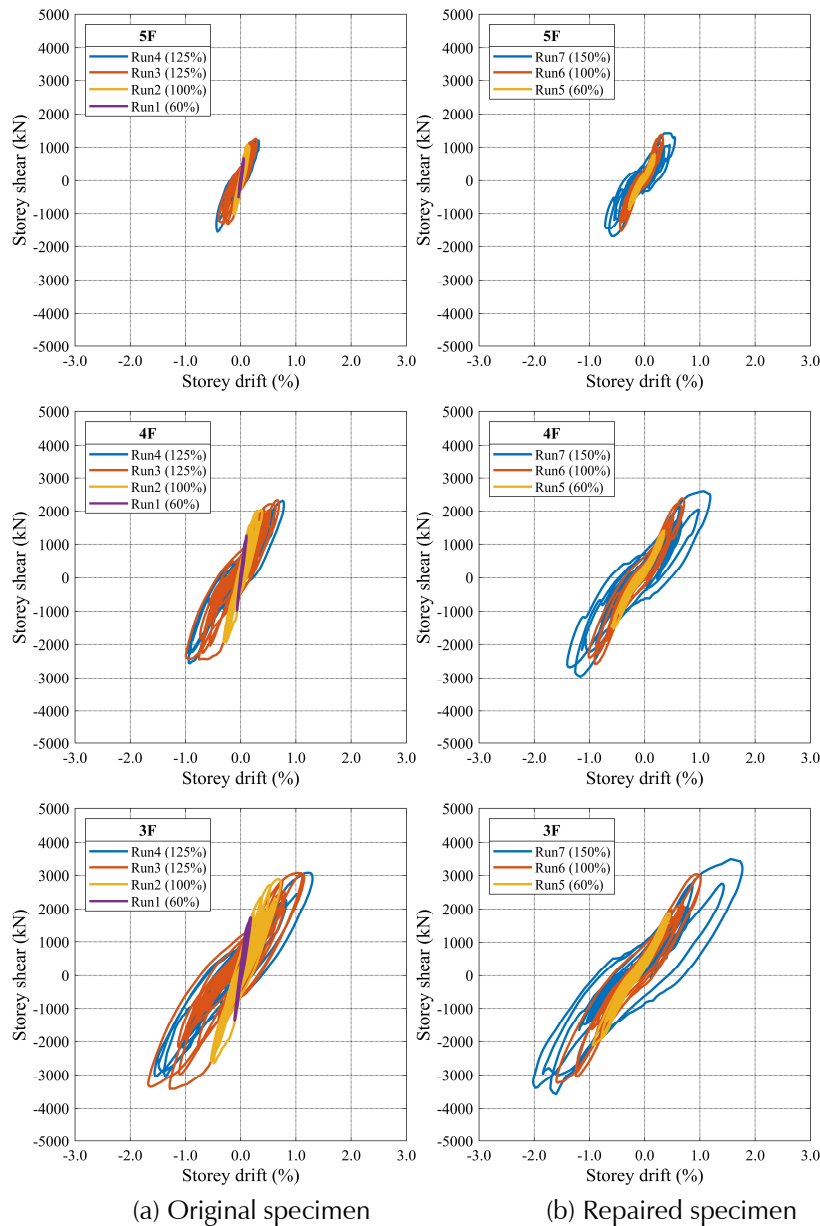 5F
Run4 (125%)
Run3 (125%)
Run2 (100%)
Run1 (60%)
5000
4000
3000
2000
1000
0
-1000
-2000
-3000
-4000
-5000
Storey shear (kN)
-3.0 -2.0 -1.0 0.0 1.0 2.0 3.0
Storey drift (%)
5F
Run7 (150%)
Run6 (100%)
Run5 (60%)
5000
4000
3000
2000
1000
0
-1000
-2000
-3000
-4000
-5000
Storey shear (kN)
-3.0 -2.0 -1.0 0.0 1.0 2.0 3.0
Storey drift (%)
4F
Run4 (125%)
Run3 (125%)
Run2 (100%)
Run1 (60%)
5000
4000
3000
2000
1000
0
-1000
-2000
-3000
-4000
-5000
Storey shear (kN)
-3.0 -2.0 -1.0 0.0 1.0 2.0 3.0
Storey drift (%)
4F
Run7 (150%)
Run6 (100%)
Run5 (60%)
5000
4000
3000
2000
1000
0
-1000
-2000
-3000
-4000
-5000
Storey shear (kN)
-3.0 -2.0 -1.0 0.0 1.0 2.0 3.0
Storey drift (%)
3F
Run4 (125%)
Run3 (125%)
Run2 (100%)
Run1 (60%)
5000
4000
3000
2000
1000
0
-1000
-2000
-3000
-4000
5000
Storey shear (kN)
-3.0 -2.0 -1.0 0.0 1.0 2.0 3.0
Storey drift (%)
3F
Run7 (150%)
Run6 (100%)
Run5 (60%)
5000
4000
3000
2000
1000
0
-1000
-2000
-3000
-4000
5000
Storey shear (kN)
-3.0 -2.0 -1.0 0.0 1.0 2.0 3.0
Storey drift (%)
(a) Original specimen
(b) Repaired specimen